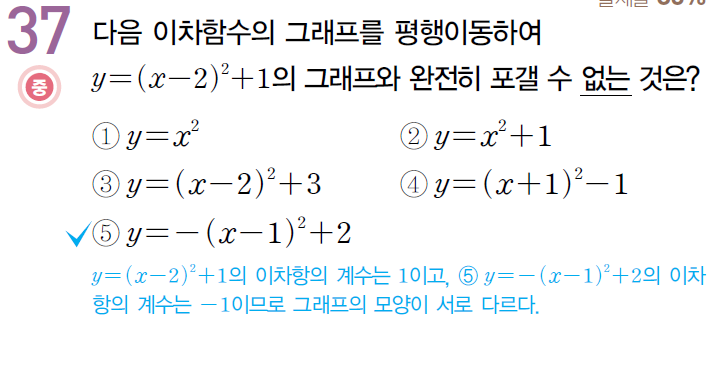 37 다음 이차함수의 그래프를 평행이동하여
중 y=(x-2)²+1의 그래프와 완전히 포갤 수 없는 것은?
① y=x² ② y=x²+1
③ y=(x-2)²+3 ④ y=(x+1)²-1
⑤ y=-(x-1)²+2
y=(x-2)²+1의 이차항의 계수는 1이고, ⑤ y=-(x-1)²+2의 이차
항의 계수는 -1이므로 그래프의 모양이 서로 다르다.